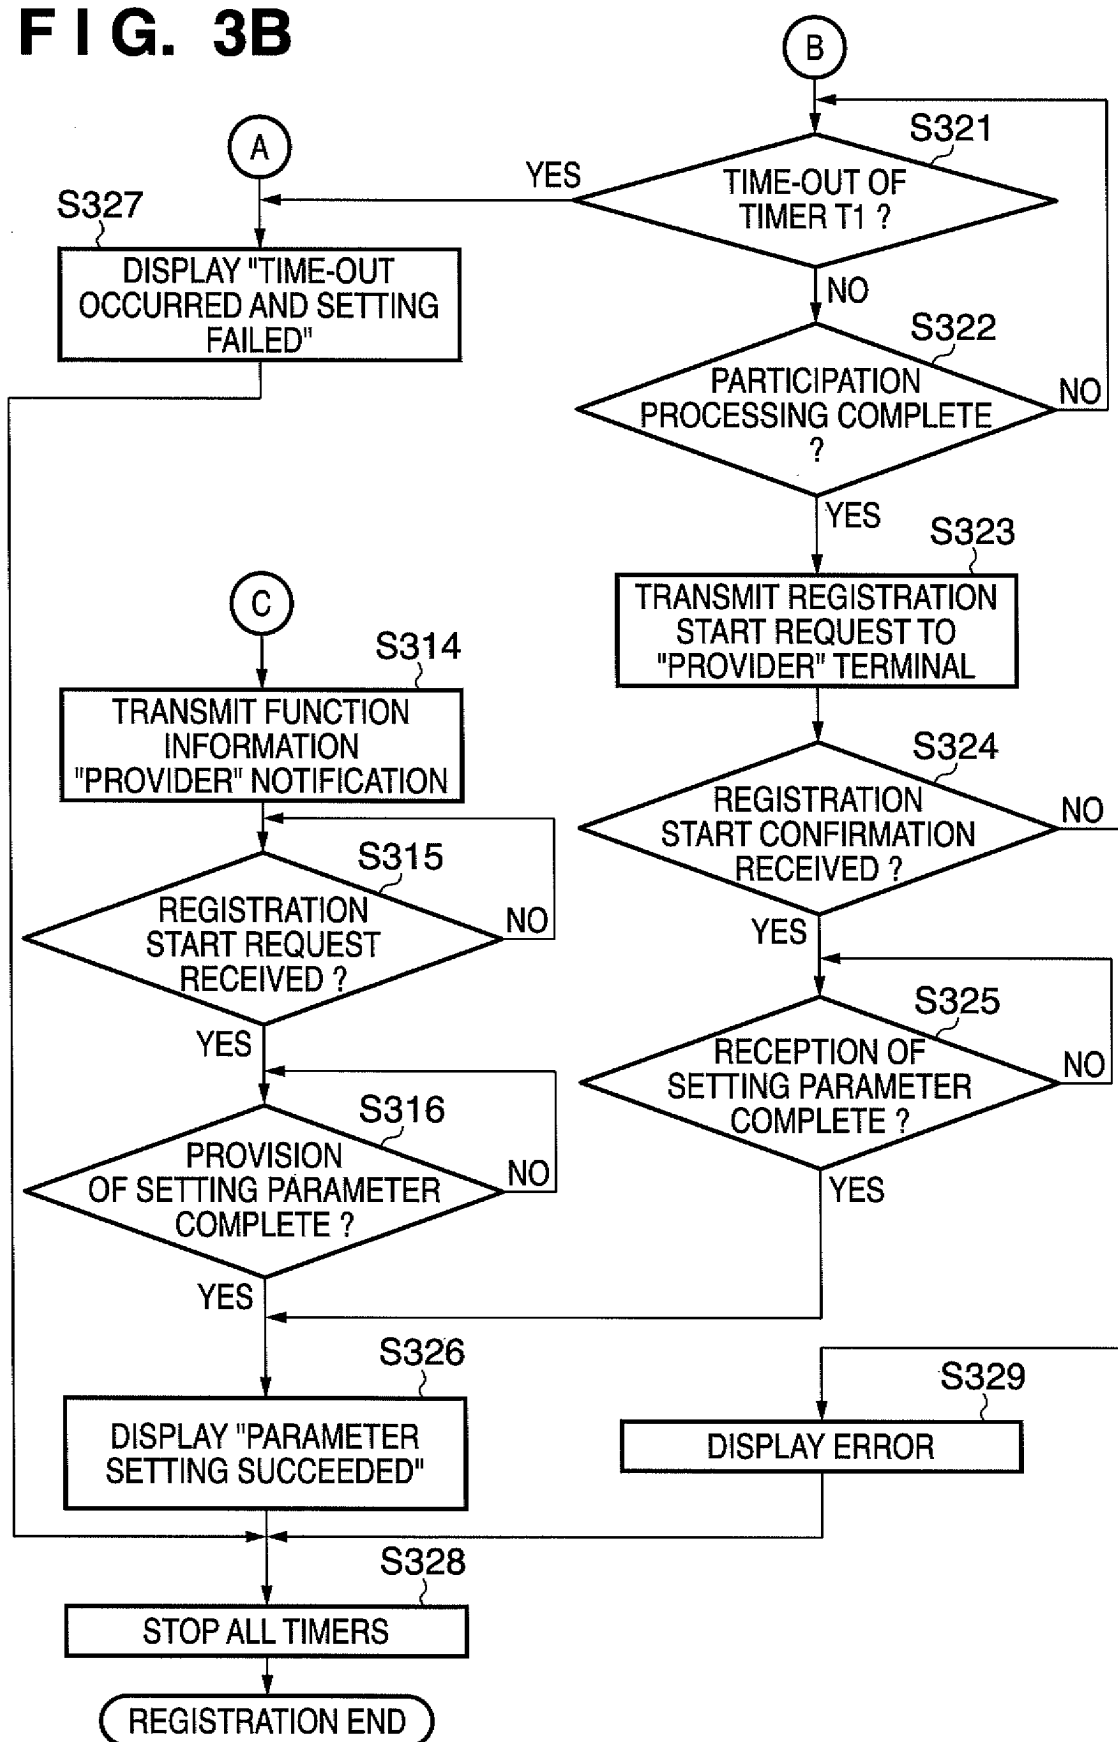 FIG. 3B
B
S321
TIME-OUT OF
TIMER T1 ?
YES
NO
A
S327
DISPLAY "TIME-OUT
OCCURRED AND SETTING
FAILED"
S322
PARTICIPATION
PROCESSING COMPLETE
?
NO
YES
S323
TRANSMIT REGISTRATION
START REQUEST TO
"PROVIDER" TERMINAL
C
S314
TRANSMIT FUNCTION
INFORMATION
"PROVIDER" NOTIFICATION
S324
REGISTRATION
START CONFIRMATION
RECEIVED ?
NO
YES
S315
REGISTRATION
START REQUEST
RECEIVED ?
NO
YES
S325
RECEPTION OF
SETTING PARAMETER
COMPLETE ?
NO
YES
S316
PROVISION
OF SETTING PARAMETER
COMPLETE ?
NO
YES
S326
DISPLAY "PARAMETER
SETTING SUCCEEDED"
S329
DISPLAY ERROR
S328
STOP ALL TIMERS
REGISTRATION END